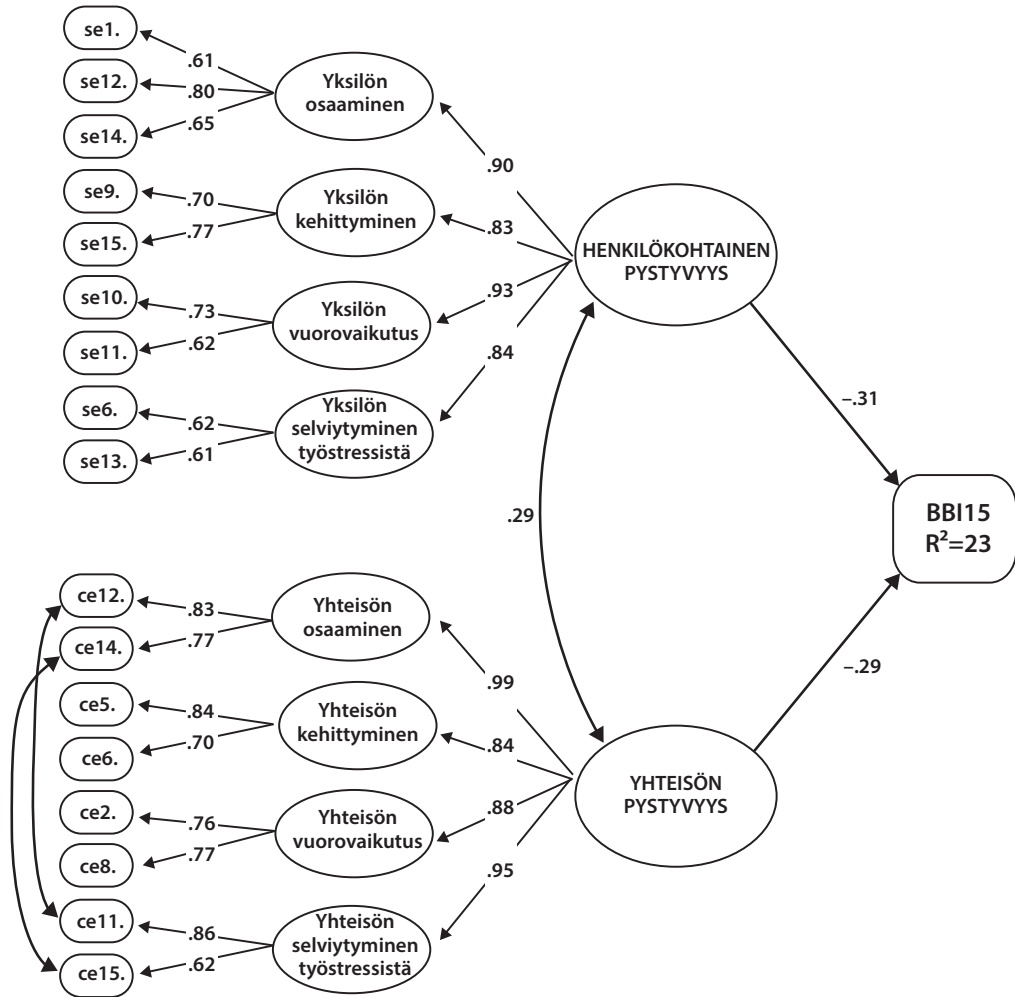 se1.
.61
se12.
.80
se14.
.65
Yksilön
osaaminen
se9.
.70
se15.
.77
Yksilön
kehittyminen
se10.
.73
se11.
.62
Yksilön
vuorovaikutus
se6.
.62
se13.
.61
Yksilön
selviytyminen
työstressistä
.90
.83
.93
.84
HENKILÖKOHTAINEN
PYSTYVYYS
–.31
.29
BBI15
R²=23
–.29
ce12.
.83
ce14.
.77
Yhteisön
osaaminen
ce5.
.84
ce6.
.70
Yhteisön
kehittyminen
ce2.
.76
ce8.
.77
Yhteisön
vuorovaikutus
ce11.
.86
ce15.
.62
Yhteisön
selviytyminen
työstressistä
.99
.84
.88
.95
YHTEISÖN
PYSTYVYYS